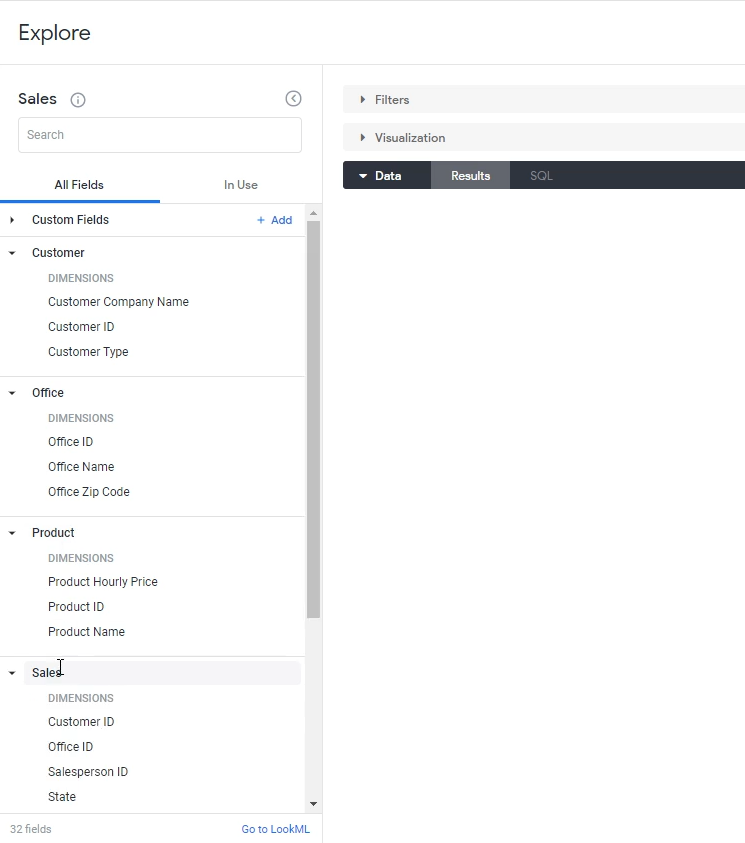 Explore
Sales
Search
All Fields In Use
Custom Fields + Add
Customer
DIMENSIONS
Customer Company Name
Customer ID
Customer Type
Office
DIMENSIONS
Office ID
Office Name
Office Zip Code
Product
DIMENSIONS
Product Hourly Price
Product ID
Product Name
Sales
DIMENSIONS
Customer ID
Office ID
Salesperson ID
State
32 fields Go to LookML
Filters
Visualization
Data Results SQL